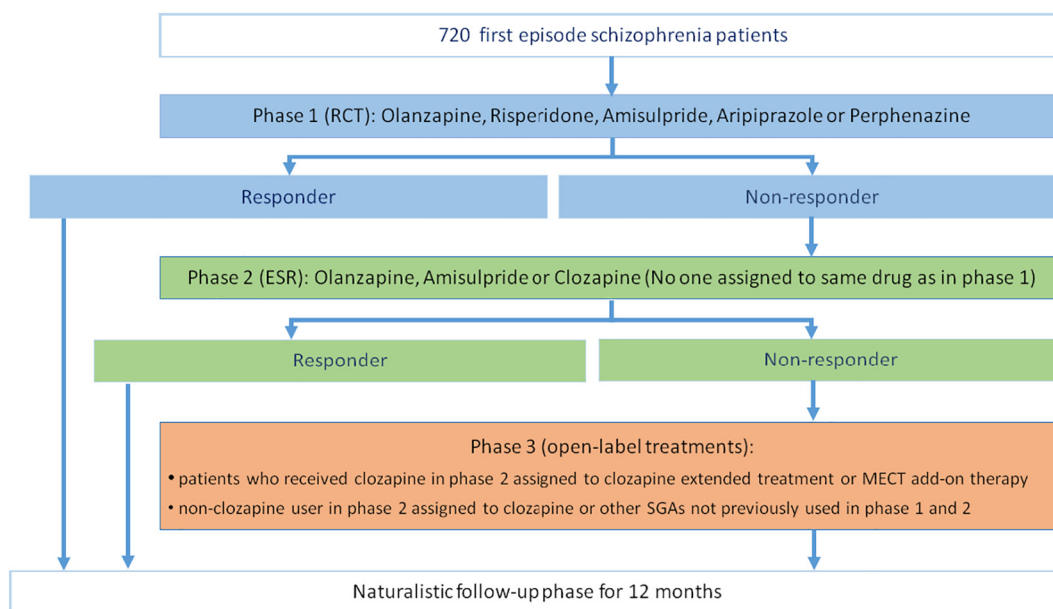 720 first episode schizophrenia patients
Phase 1 (RCT): Olanzapine, Risperidone, Amisulpride, Aripiprazole or Perphenazine
Responder
Non-responder
Phase 2 (ESR): Olanzapine, Amisulpride or Clozapine (No one assigned to same drug as in phase 1)
Responder
Non-responder
Phase 3 (open-label treatments):
• patients who received clozapine in phase 2 assigned to clozapine extended treatment or MECT add-on therapy
• non-clozapine user in phase 2 assigned to clozapine or other SGAs not previously used in phase 1 and 2
Naturalistic follow-up phase for 12 months